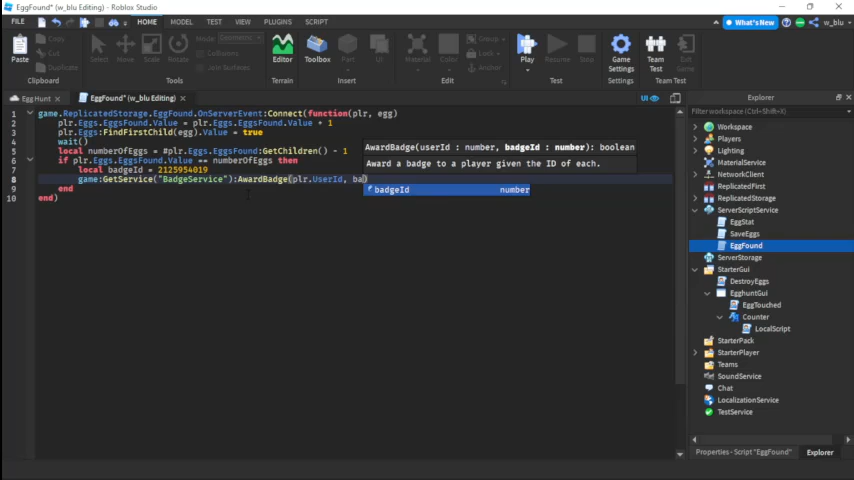 EggFound* (w_blu Editing) - Roblox Studio
FILE HOME MODEL TEST VIEW PLUGINS SCRIPT What's New w_blu
Paste Copy Cut Duplicate
Select Move Scale Rotate Mode: Geometric Collisions Join Surfaces
Editor Toolbox Part UI Material Color Group Lock Anchor
Play Resume Stop Game Settings Team Test Exit Game
Clipboard Tools Terrain Insert Edit Test Settings Team Test
Egg Hunt EggFound* (w_blu Editing) UI Explorer
Filter workspace (Ctrl+Shift+X)
1 game.ReplicatedStorage.EggFound.OnServerEvent:Connect(function(plr, egg)
2 plr.Eggs.EggsFound.Value = plr.Eggs.EggsFound.Value + 1
3 plr.Eggs:FindFirstChild(egg).Value = true
4 wait()
5 local numberOfEggs = #plr.Eggs.EggsFound:GetChildren() - 1
6 if plr.Eggs.EggsFound.Value == numberOfEggs then
7 local badgeId = 2125954019
8 game:GetService("BadgeService"):AwardBadge(plr.UserId, ba)
9 end
10 end)
AwardBadge(userId : number, badgeId : number): boolean
Award a badge to a player given the ID of each.
badgeId number
Workspace
Players
Lighting
MaterialService
NetworkClient
ReplicatedFirst
ReplicatedStorage
ServerScriptService
EggStat
SaveEggs
EggFound
ServerStorage
StarterGui
DestroyEggs
EgghuntGui
EggTouched
Counter
LocalScript
StarterPack
StarterPlayer
Teams
SoundService
Chat
LocalizationService
TestService
Properties - Script "EggFound" Explorer